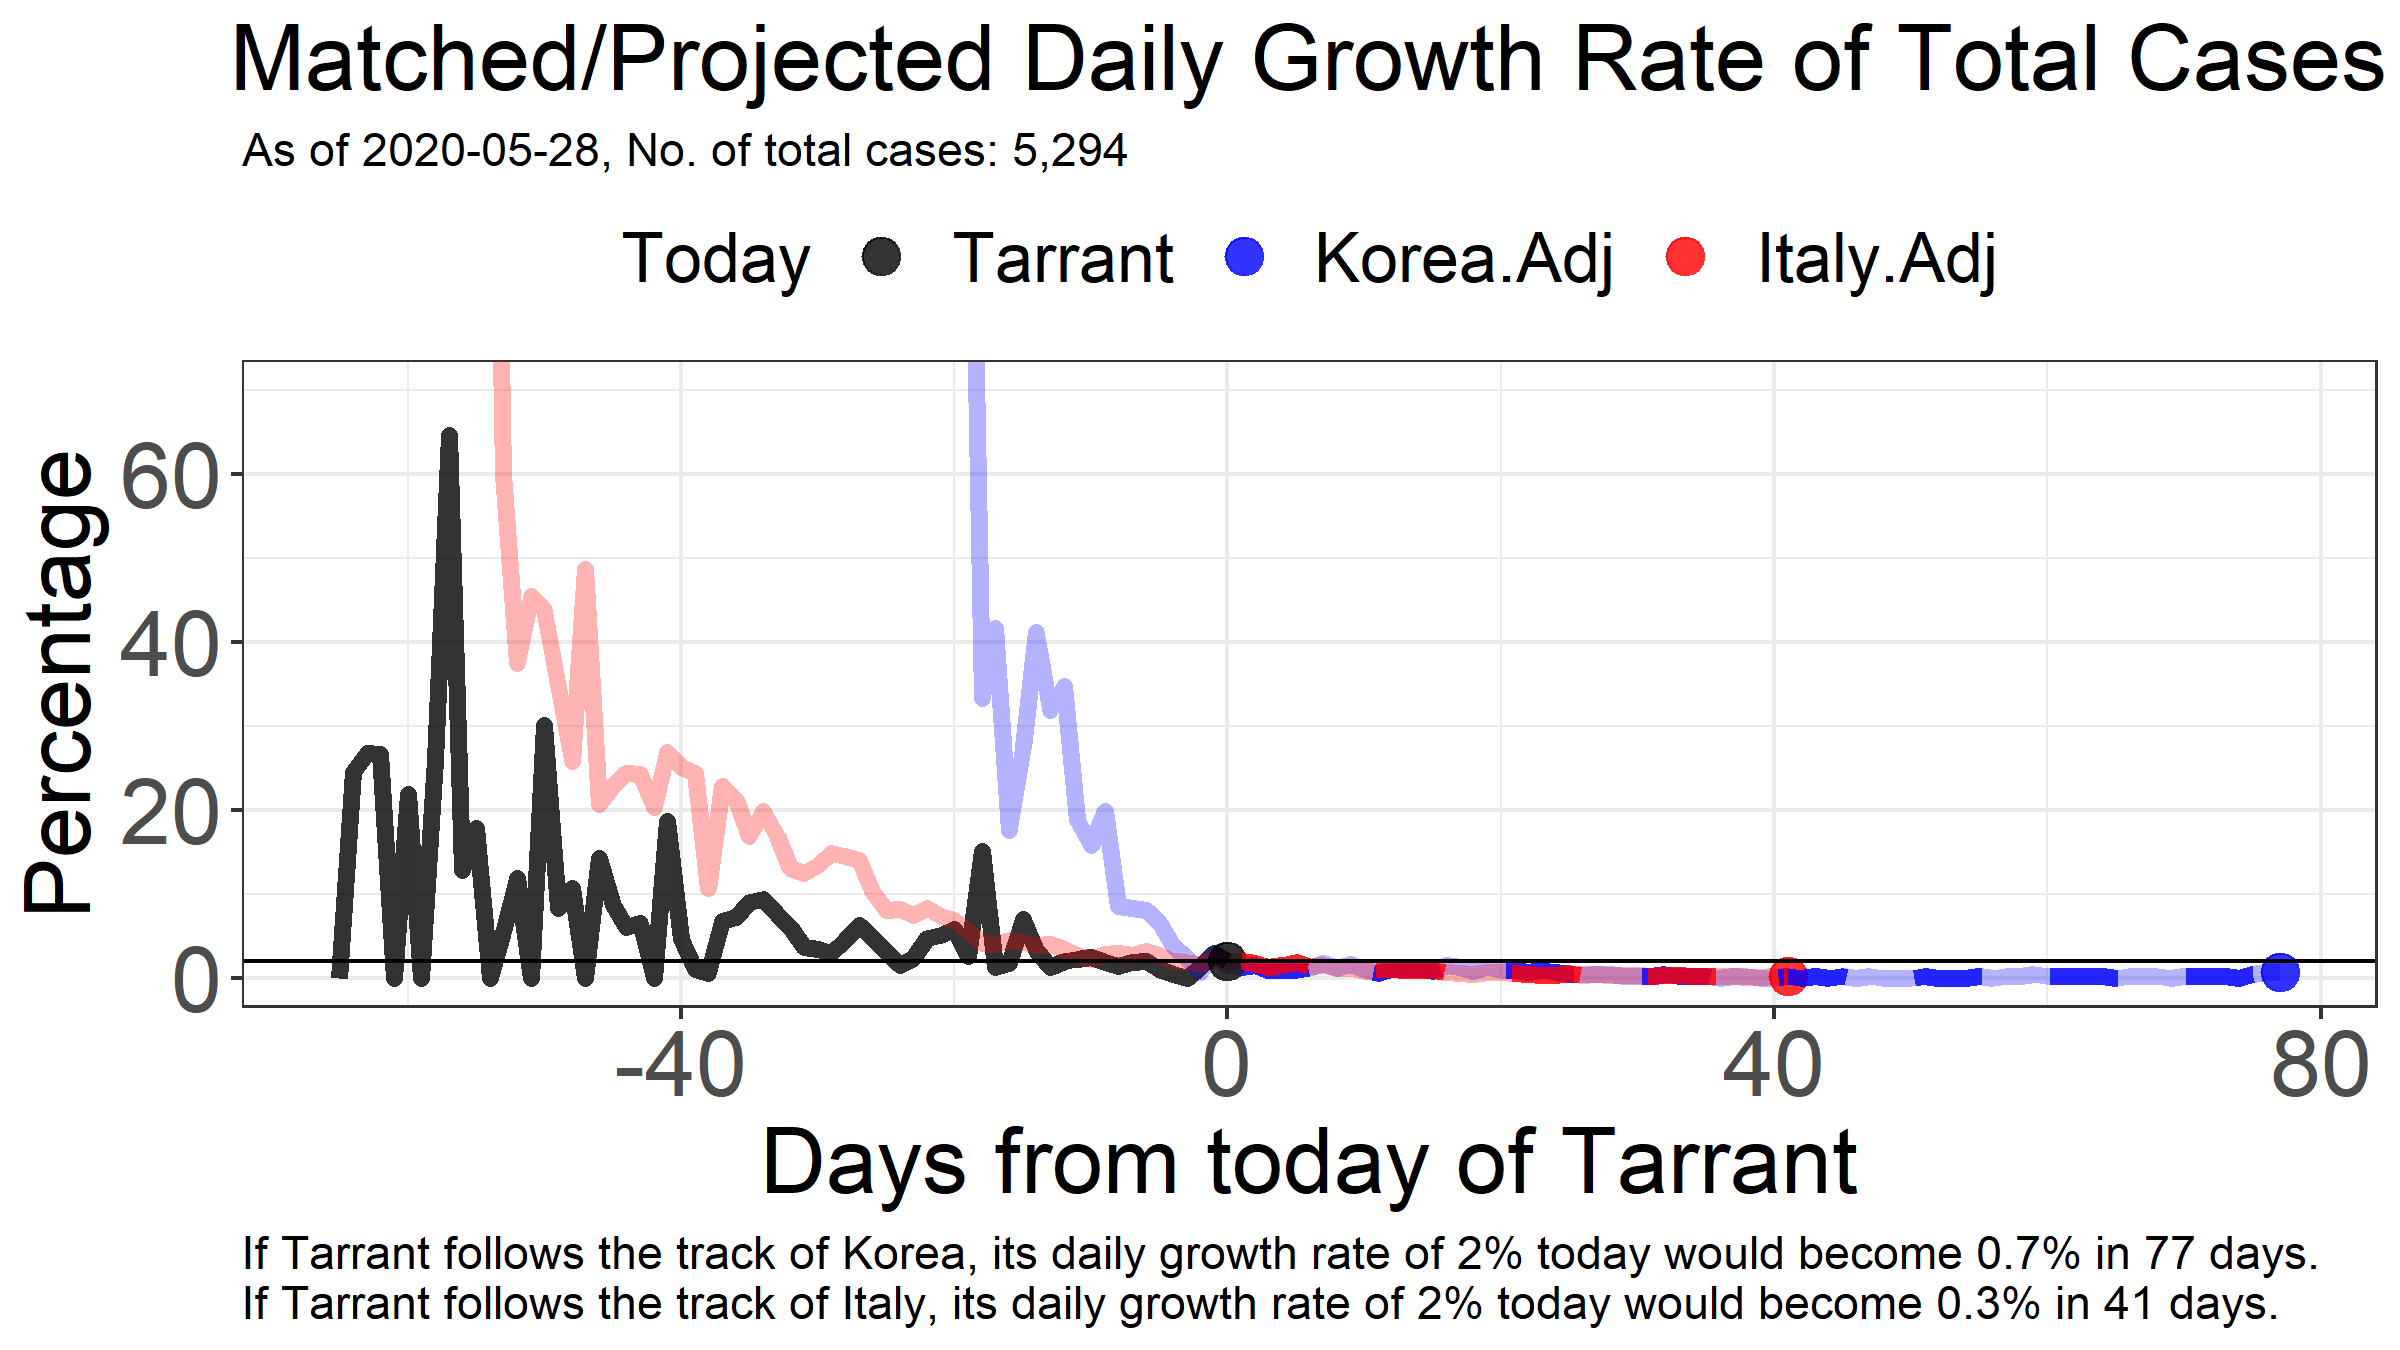 Matched/Projected Daily Growth Rate of Total Cases
As of 2020-05-28, No. of total cases: 5,294
Today Tarrant Korea.Adj Italy.Adj
Percentage
60
40
20
0
-40 0 40 80
Days from today of Tarrant
If Tarrant follows the track of Korea, its daily growth rate of 2% today would become 0.7% in 77 days.
If Tarrant follows the track of Italy, its daily growth rate of 2% today would become 0.3% in 41 days.